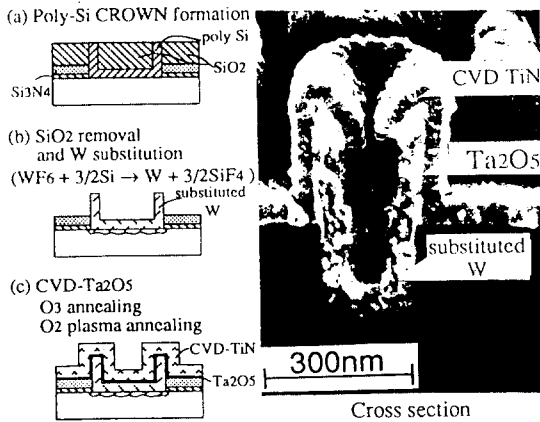 (a) Poly-Si CROWN formation
poly Si
SiO2
Si3N4
(b) SiO2 removal
and W substitution
(WF6 + 3/2Si → W + 3/2SiF4)
substituted
W
(c) CVD-Ta2O5
O3 annealing
O2 plasma annealing
CVD-TiN
Ta2O5
CVD TiN
Ta2O5
substituted
W
300nm
Cross section